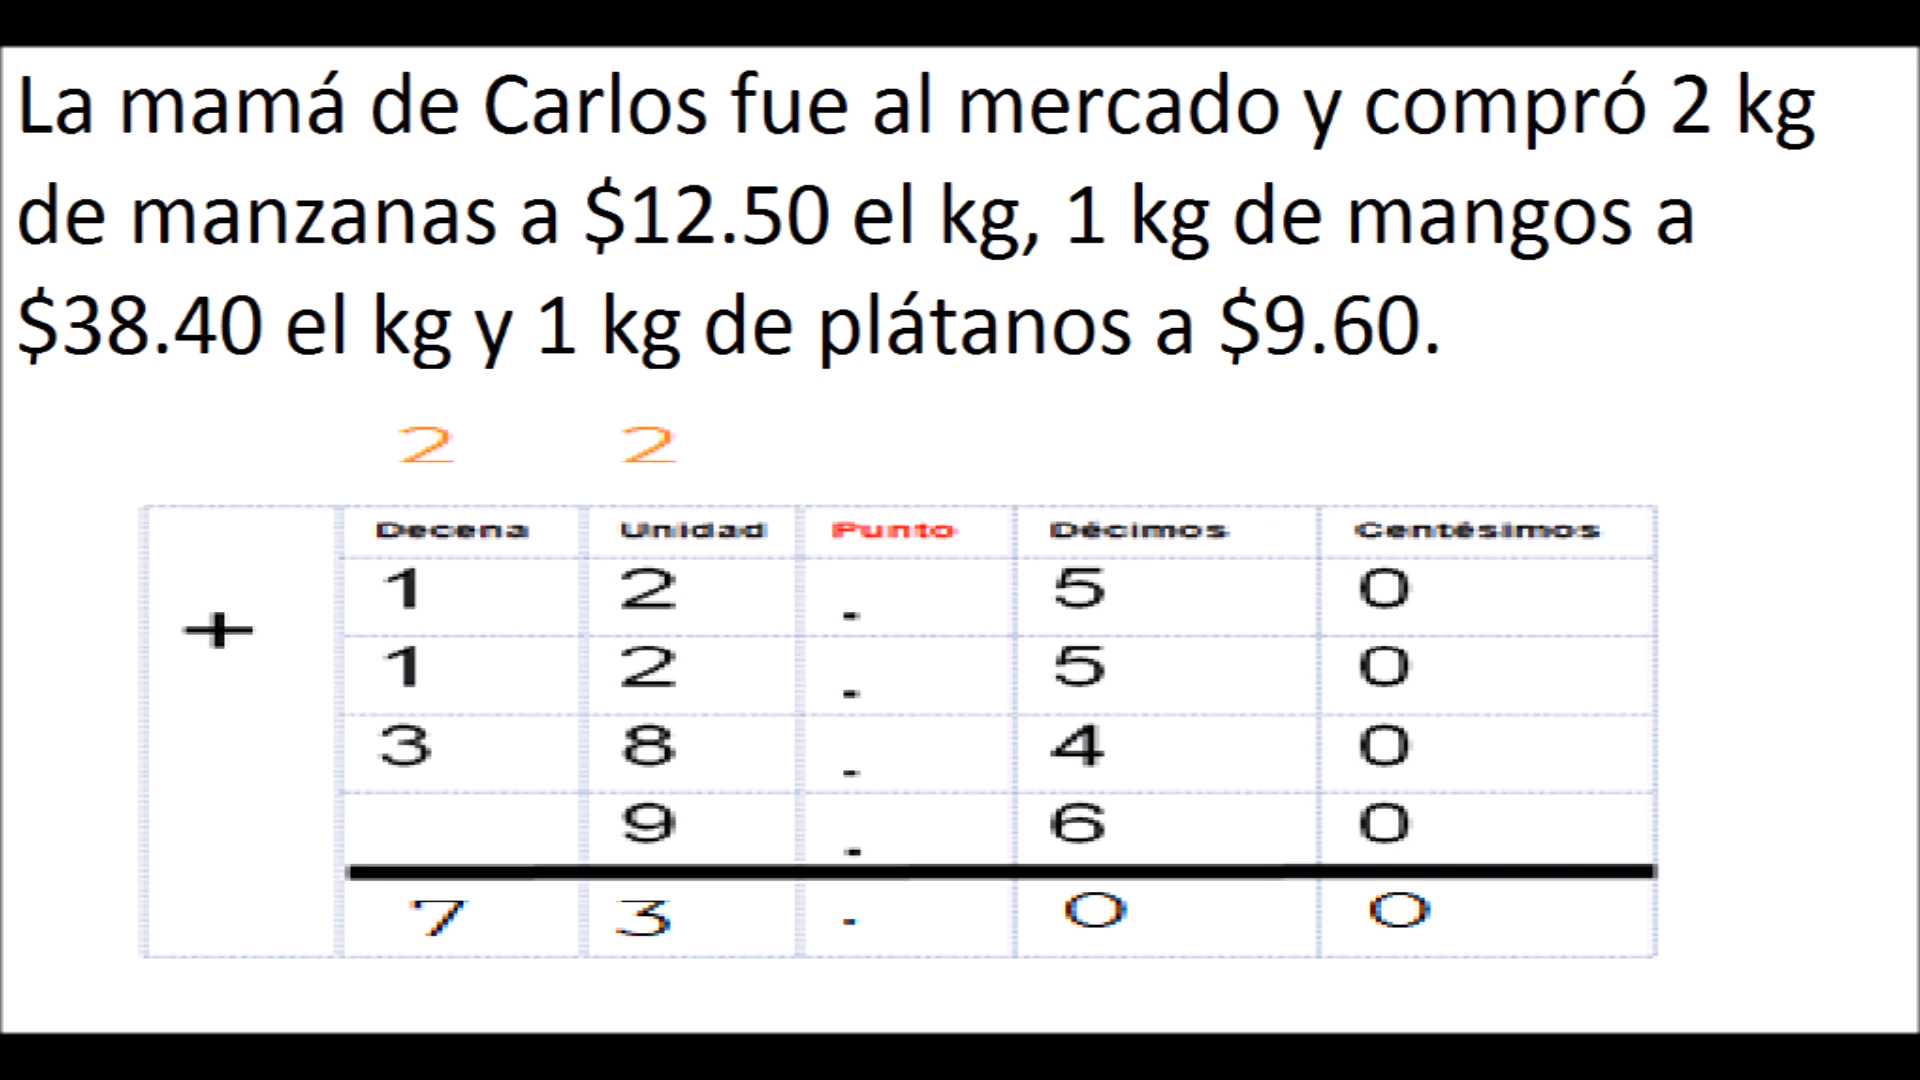 La mamá de Carlos fue al mercado y compró 2 kg
de manzanas a $12.50 el kg, 1 kg de mangos a
$38.40 el kg y 1 kg de plátanos a $9.60.
2 2
Decena Unidad Punto Décimos Centésimos
1 2 . 5 0
+
1 2 . 5 0
3 8 . 4 0
9 . 6 0
7 3 . 0 0